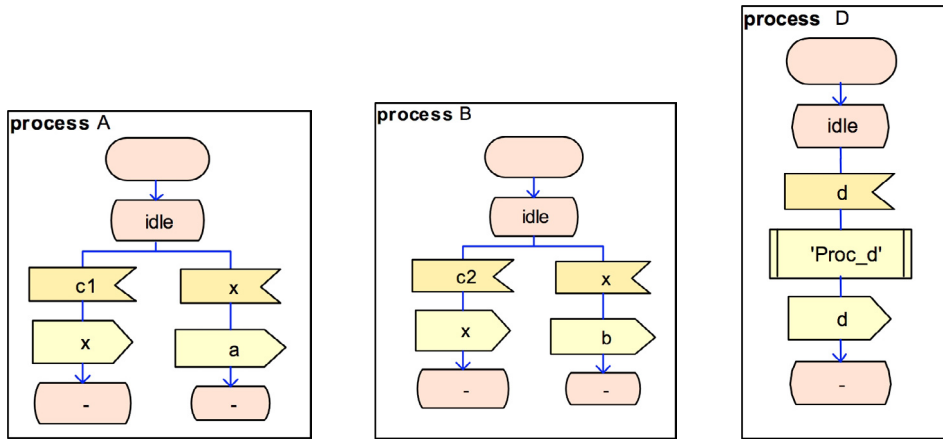 process A
idle
c1
x
x
a
-
-
process B
idle
c2
x
x
b
-
-
process D
idle
d
'Proc_d'
d
-